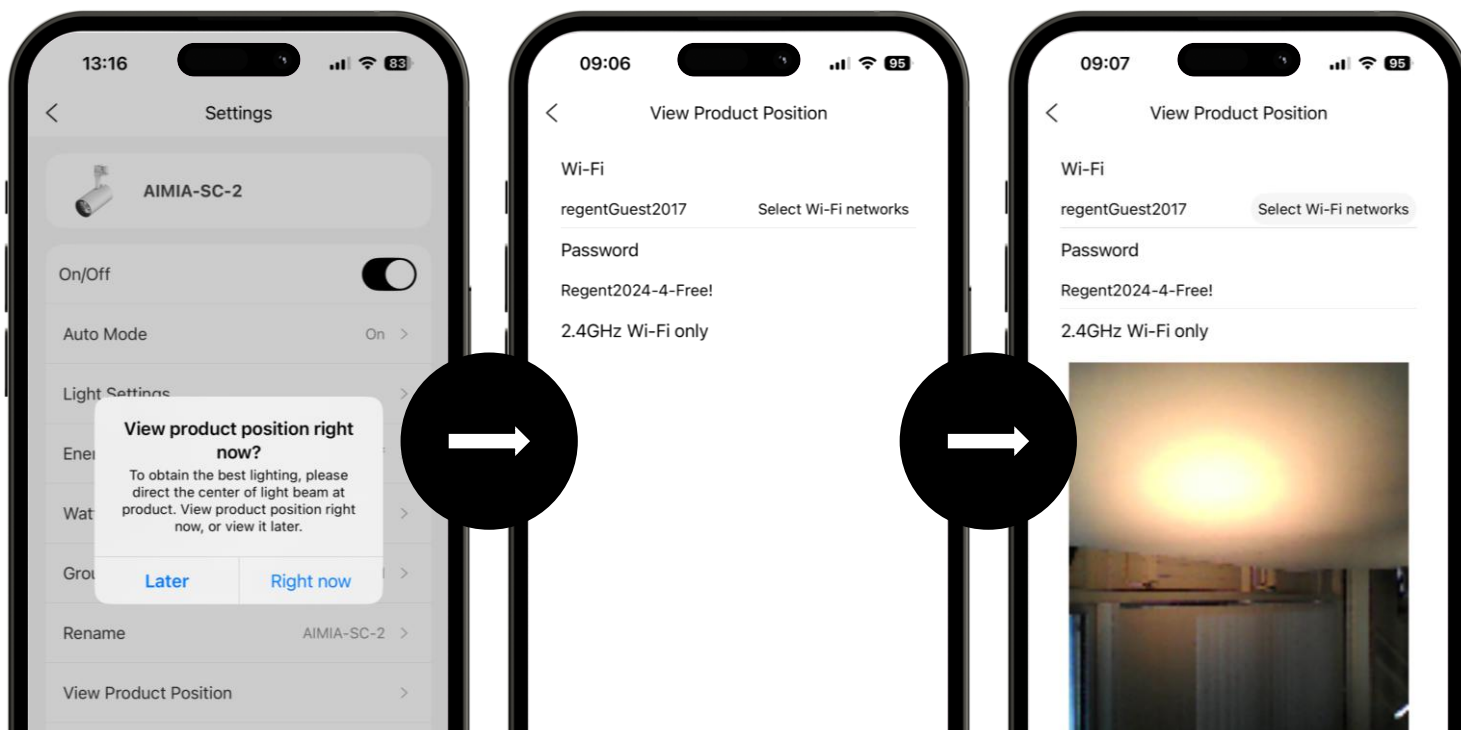 13:16
83
Settings
AIMIA-SC-2
On/Off
Auto Mode
On
Light Settings
View product position right
now?
To obtain the best lighting, please
direct the center of light beam at
product. View product position right
now, or view it later.
Later
Right now
Rename
AIMIA-SC-2
View Product Position
09:06
95
View Product Position
Wi-Fi
regentGuest2017
Select Wi-Fi networks
Password
Regent2024-4-Free!
2.4GHz Wi-Fi only
09:07
95
View Product Position
Wi-Fi
regentGuest2017
Select Wi-Fi networks
Password
Regent2024-4-Free!
2.4GHz Wi-Fi only